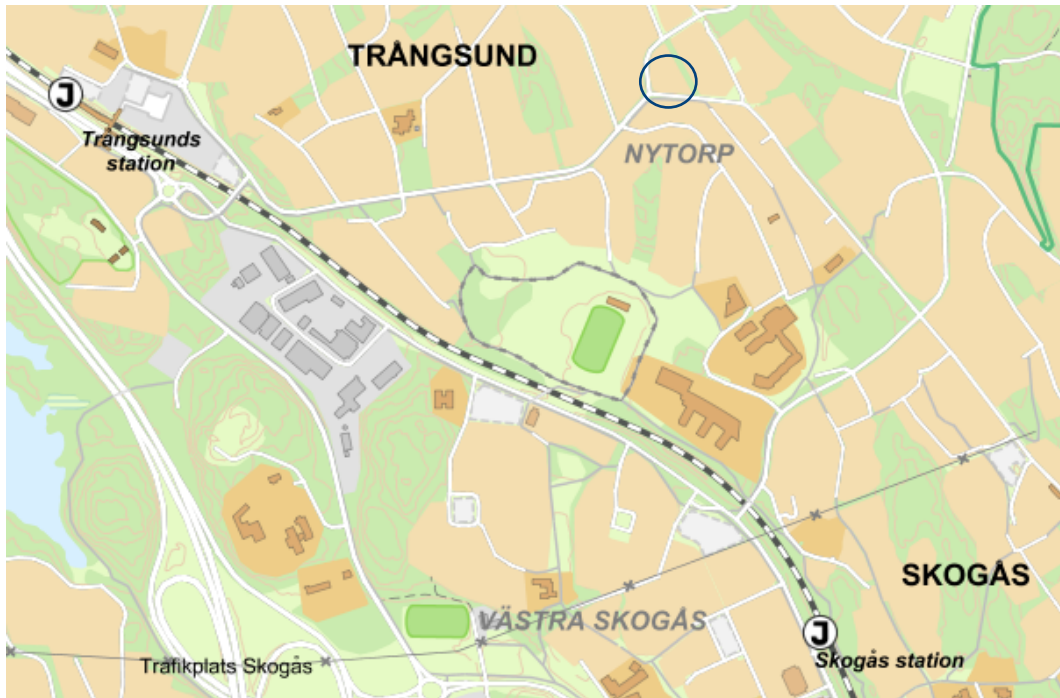 TRÅNGSUND
J
Trångsunds
station
NYTORP
SKOGÅS
VÄSTRA SKOGÅS
J
Trafikplats Skogås
Skogås station